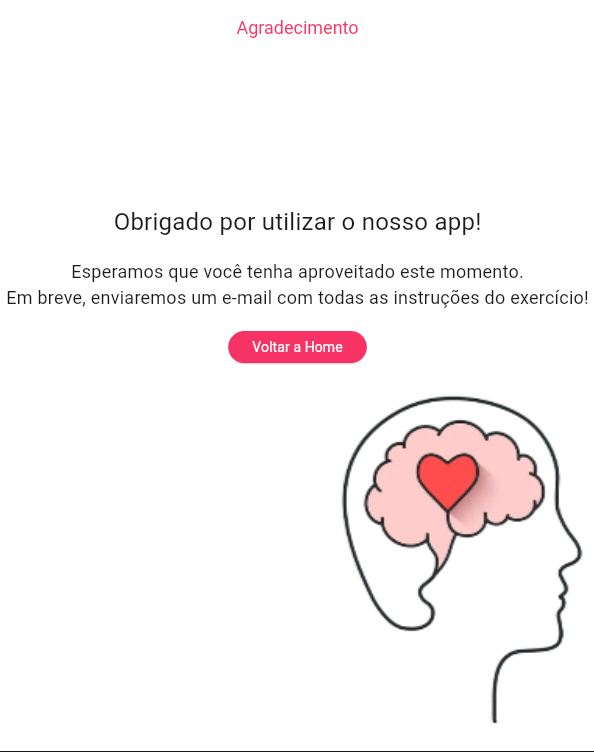 Agradecimento
Obrigado por utilizar o nosso app!
Esperamos que você tenha aproveitado este momento.
Em breve, enviaremos um e-mail com todas as instruções do exercício!
Voltar a Home